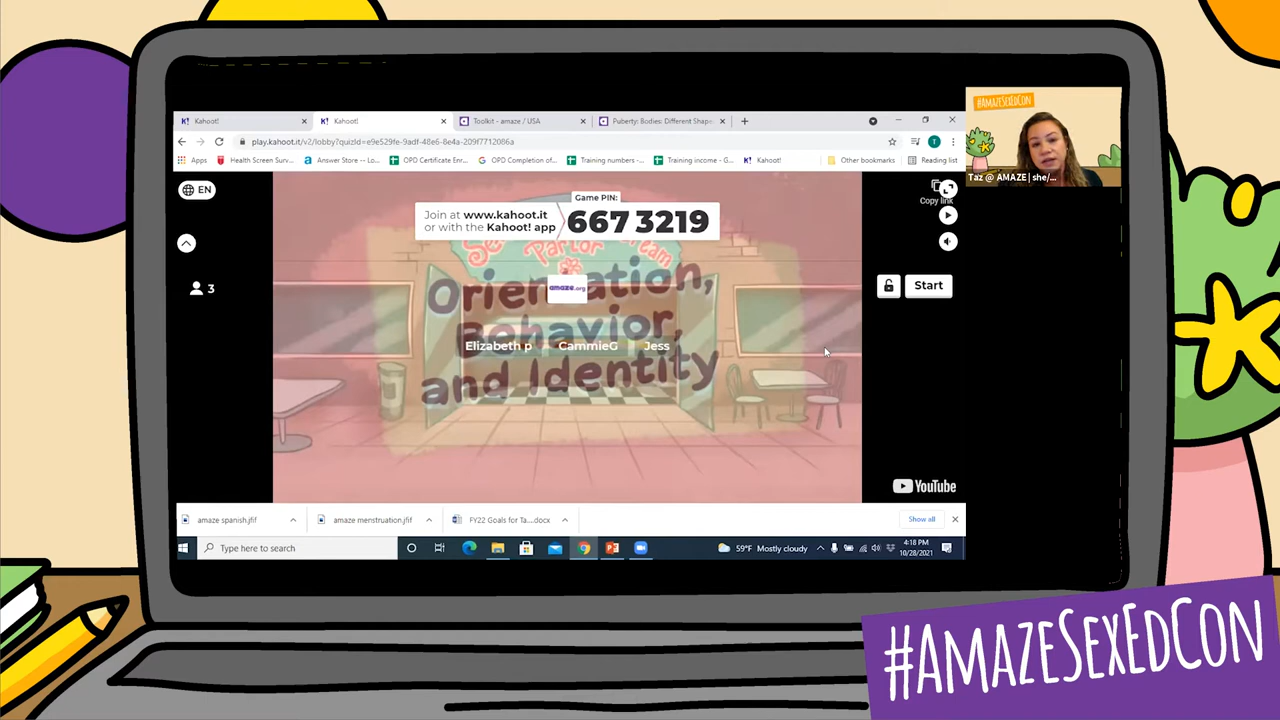 Kahoot!
Kahoot!
Toolkit - amaze / USA
Puberty: Bodies: Different Shap
play.kahoot.it/v2/lobby?quizId=e9e529fe-9adf-48e6-8e4a-209f7712086a
Apps
Health Screen Surv...
Answer Store -- Lo...
OPD Certificate Enr...
OPD Completion of...
Training numbers -...
Training income - G...
Kahoot!
Other bookmarks
Reading list
#AMAZESEXEDCON
Taz @ AMAZE | she/...
EN
Game PIN:
Join at www.kahoot.it
or with the Kahoot! app
667 3219
Copy link
Parlor
Orientation,
Behavior,
and Identity
amaze.org
3
Start
Elizabeth p
CammieG
Jess
YouTube
amaze spanish.jfif
amaze menstruation.jfif
FY22 Goals for Ta....docx
Show all
Type here to search
59°F Mostly cloudy
4:18 PM
10/28/2021
#AMAZESEXEDCON